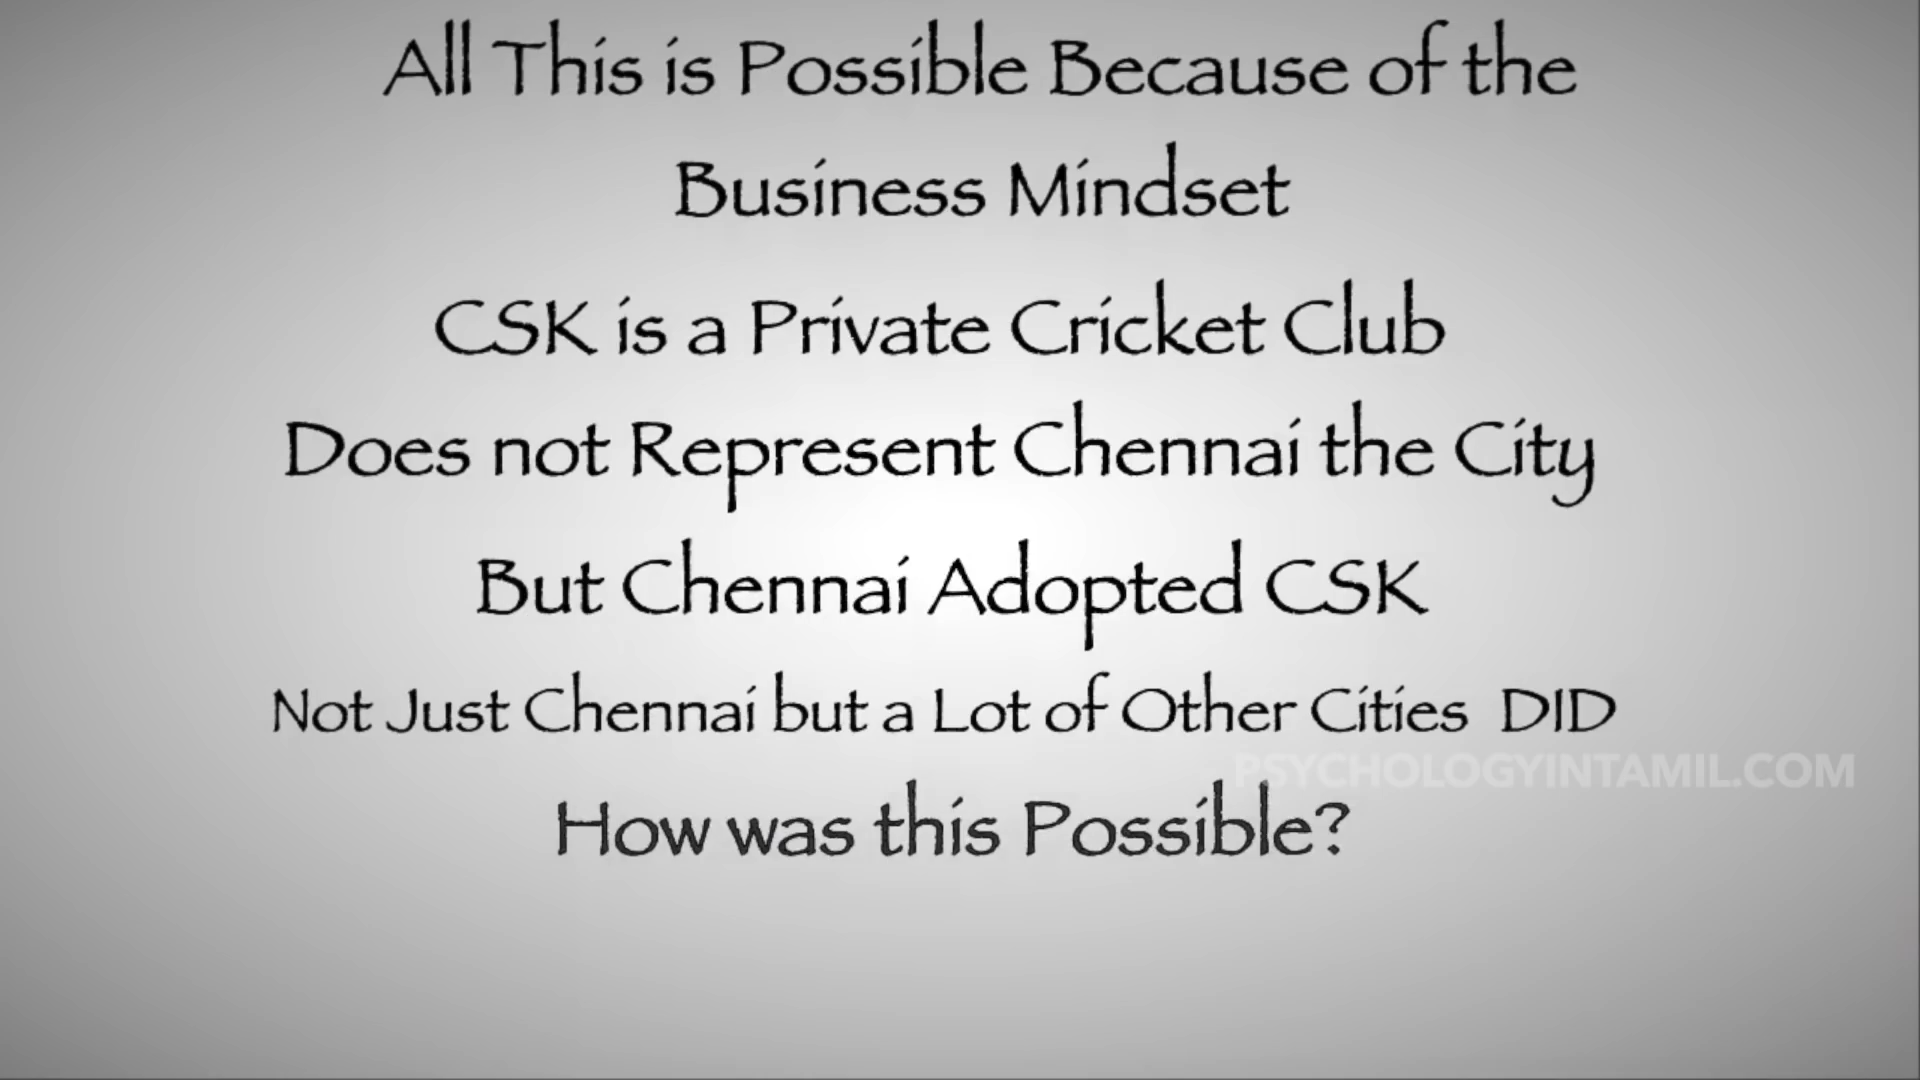 All This is Possible Because of the
Business Mindset
CSK is a Private Cricket Club
Does not Represent Chennai the City
But Chennai Adopted CSK
Not Just Chennai but a Lot of Other Cities DID
PSYCHOLOGYINTAMIL.COM
How was this Possible?